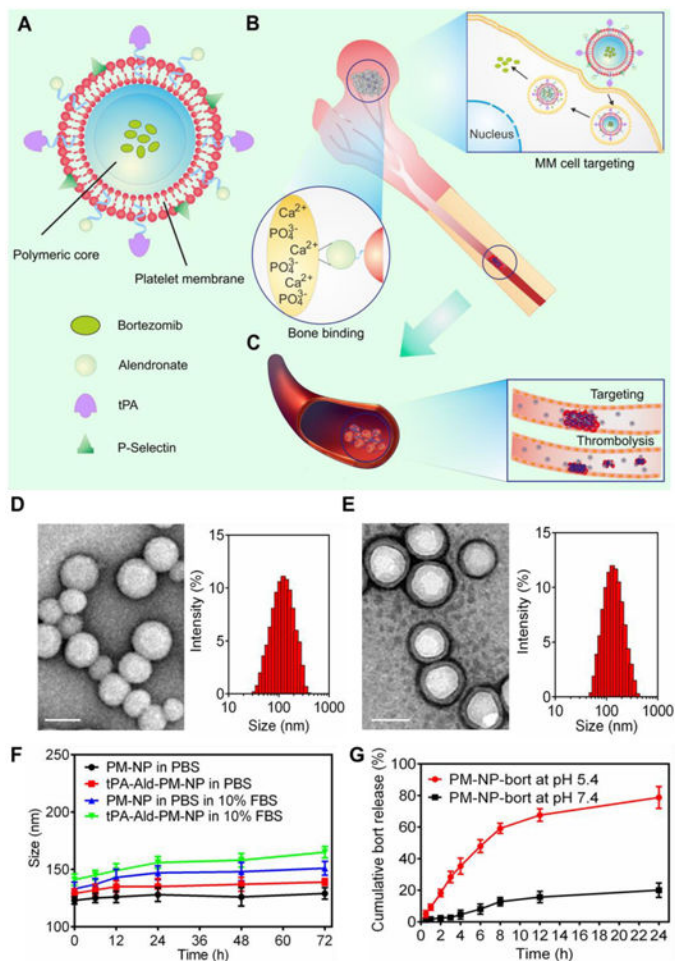 A
Polymeric core
Platelet membrane
Bortezomib
Alendronate
tPA
P-Selectin
B
Nucleus
MM cell targeting
Ca2+
PO43-
Ca2+
PO43-
Ca2+
PO43-
Bone binding
C
Targeting
Thrombolysis
D
Intensity (%)
15
10
5
0
10 100 1000
Size (nm)
E
Intensity (%)
15
10
5
0
10 100 1000
Size (nm)
F
Size (nm)
250
200
150
100
PM-NP in PBS
tPA-Ald-PM-NP in PBS
PM-NP in PBS in 10% FBS
tPA-Ald-PM-NP in 10% FBS
0 12 24 36 48 60 72
Time (h)
G
Cumulative bort release (%)
100
80
60
40
20
0
PM-NP-bort at pH 5.4
PM-NP-bort at pH 7.4
0 2 4 6 8 10 12 14 16 18 20 22 24
Time (h)